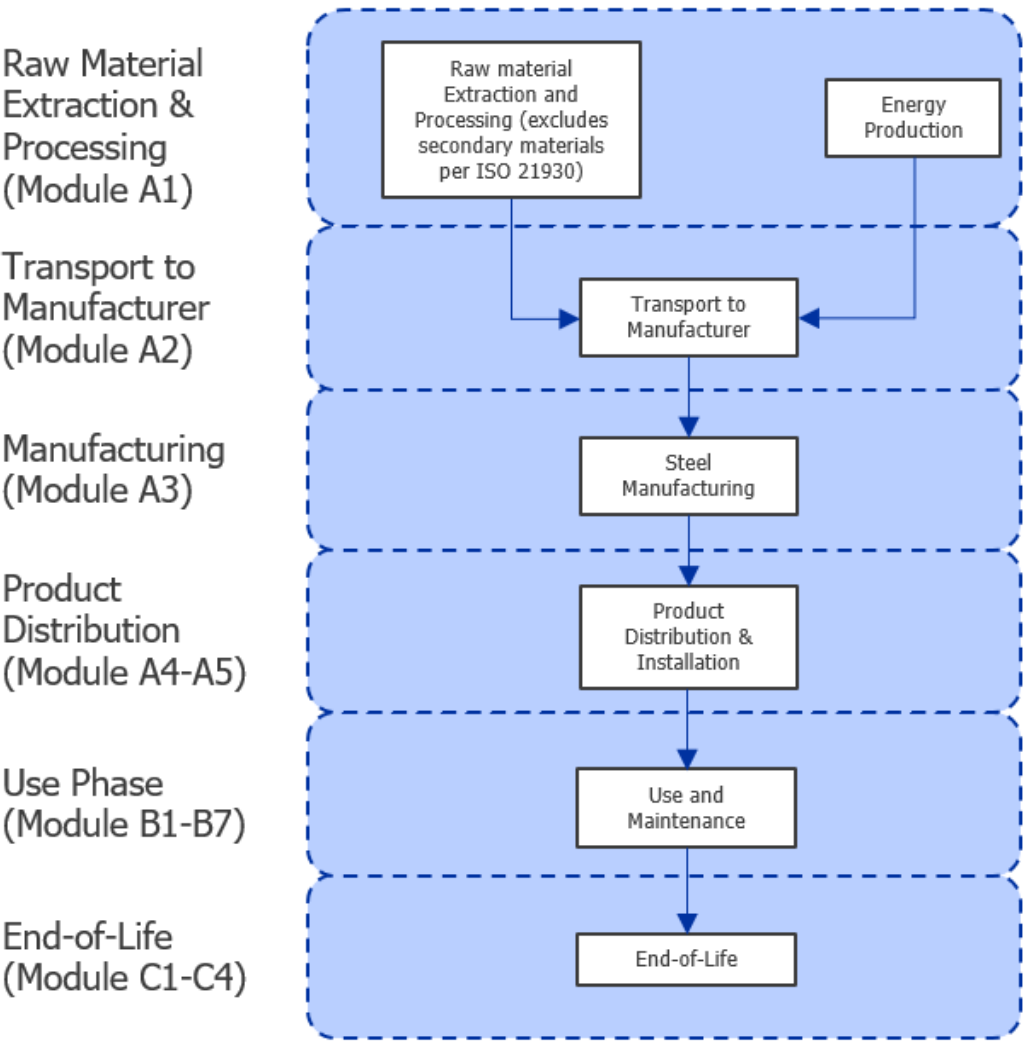 Raw Material
Extraction &
Processing
(Module A1)
Raw material
Extraction and
Processing (excludes
secondary materials
per ISO 21930)
Energy
Production
Transport to
Manufacturer
(Module A2)
Transport to
Manufacturer
Manufacturing
(Module A3)
Steel
Manufacturing
Product
Distribution
(Module A4-A5)
Product
Distribution &
Installation
Use Phase
(Module B1-B7)
Use and
Maintenance
End-of-Life
(Module C1-C4)
End-of-Life